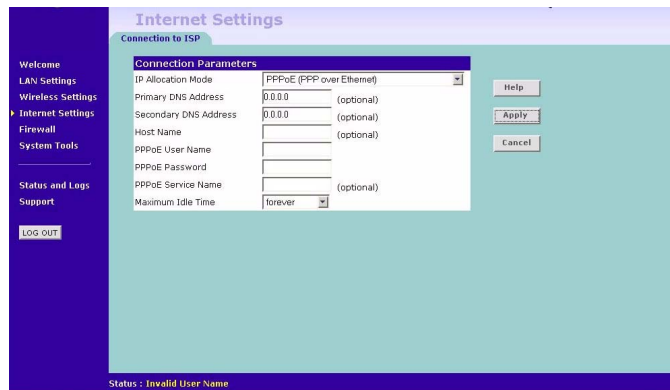 Internet Settings
Connection to ISP
Welcome
LAN Settings
Wireless Settings
Internet Settings
Firewall
System Tools
Status and Logs
Support
LOG OUT
Connection Parameters
IP Allocation Mode PPPoE (PPP over Ethernet)
Primary DNS Address 0.0.0.0 (optional)
Secondary DNS Address 0.0.0.0 (optional)
Host Name (optional)
PPPoE User Name
PPPoE Password
PPPoE Service Name (optional)
Maximum Idle Time forever
Help
Apply
Cancel
Status : Invalid User Name